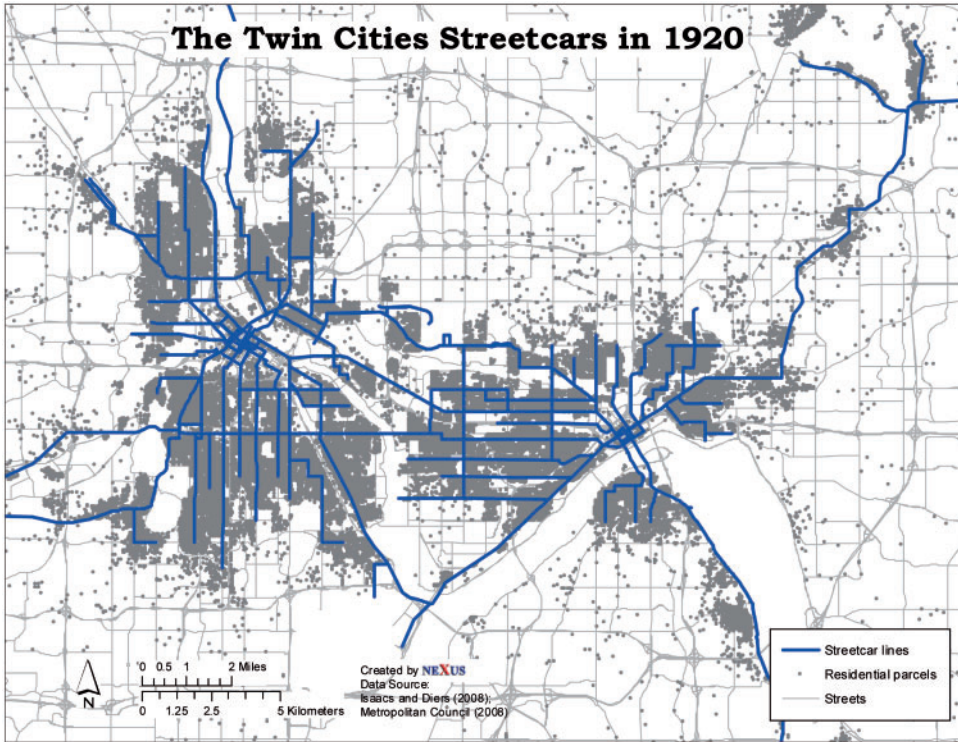 The Twin Cities Streetcars in 1920
0 0.5 1 2 Miles
0 1.25 2.5 5 Kilometers
N
Created by NEXUS
Data Source:
Isaacs and Diers (2008);
Metropolitan Council (2008)
Streetcar lines
Residential parcels
Streets